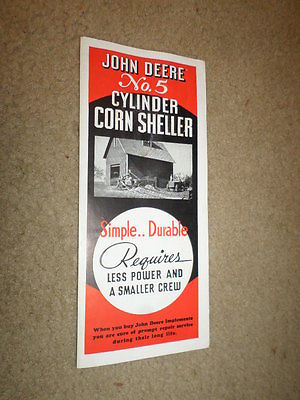 JOHN DEERE
No. 5
CYLINDER
CORN SHELLER
Simple.. Durable
Requires
LESS POWER AND
A SMALLER CREW
When you buy John Deere Implements
you are sure of prompt repair service
during their long life.